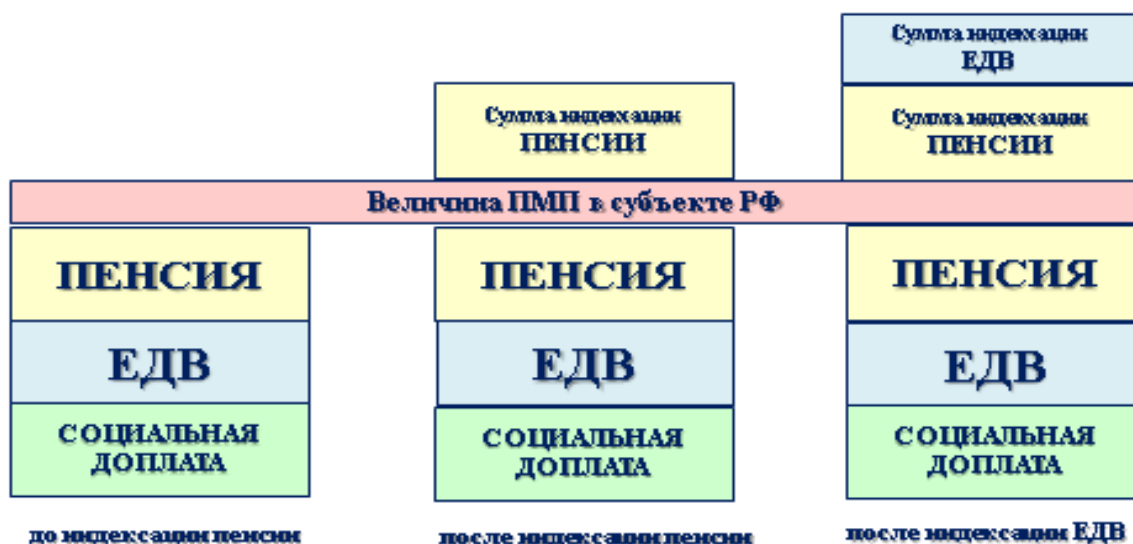 Сумма индексации
ЕДВ
Сумма индексации
ПЕНСИИ
Сумма индексации
ПЕНСИИ
Величина ПМП в субъекте РФ
ПЕНСИЯ
ПЕНСИЯ
ПЕНСИЯ
ЕДВ
ЕДВ
ЕДВ
СОЦИАЛЬНАЯ
ДОПЛАТА
СОЦИАЛЬНАЯ
ДОПЛАТА
СОЦИАЛЬНАЯ
ДОПЛАТА
до индексации пенсии
после индексации пенсии
после индексации ЕДВ